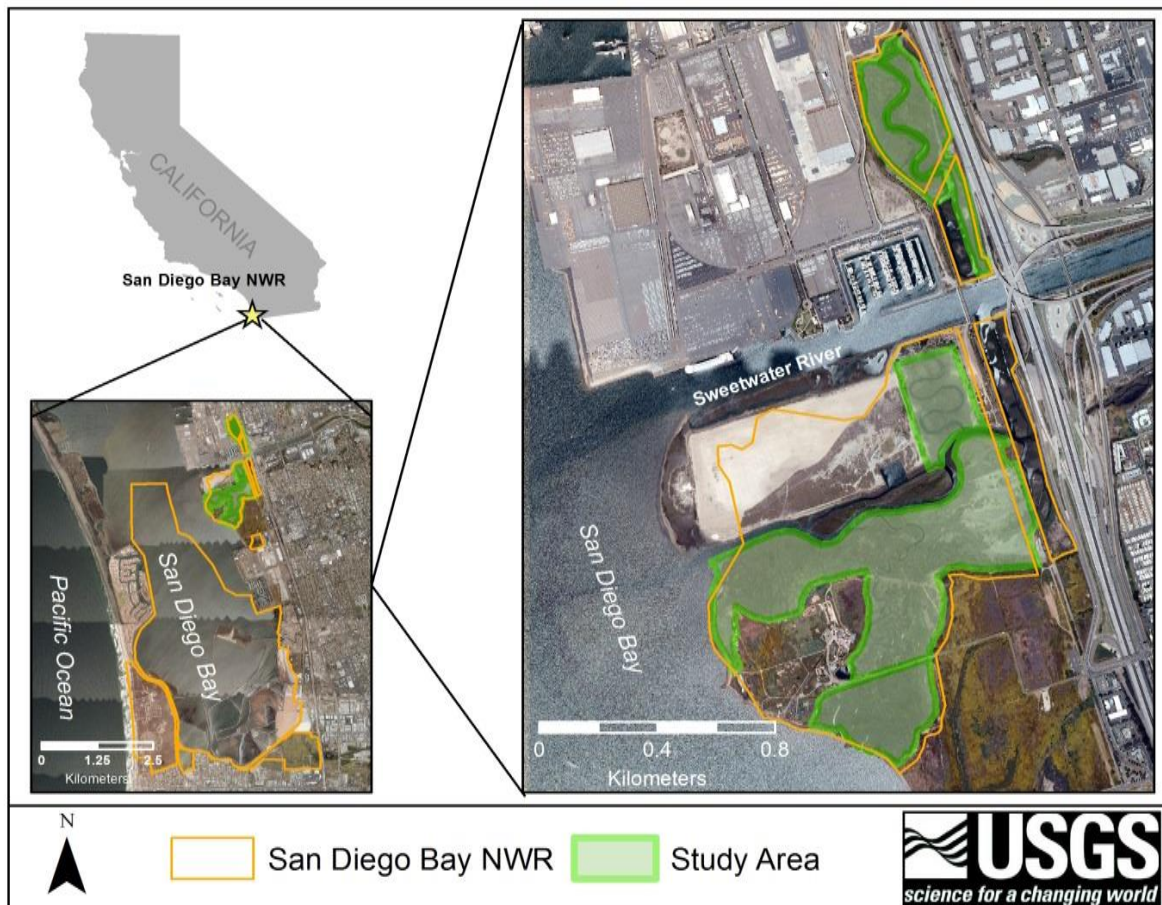 CALIFORNIA
San Diego Bay NWR
Pacific Ocean
San Diego Bay
0 1.25 2.5
Kilometers
Sweetwater River
San Diego Bay
0 0.4 0.8
Kilometers
N
San Diego Bay NWR
Study Area
USGS
science for a changing world